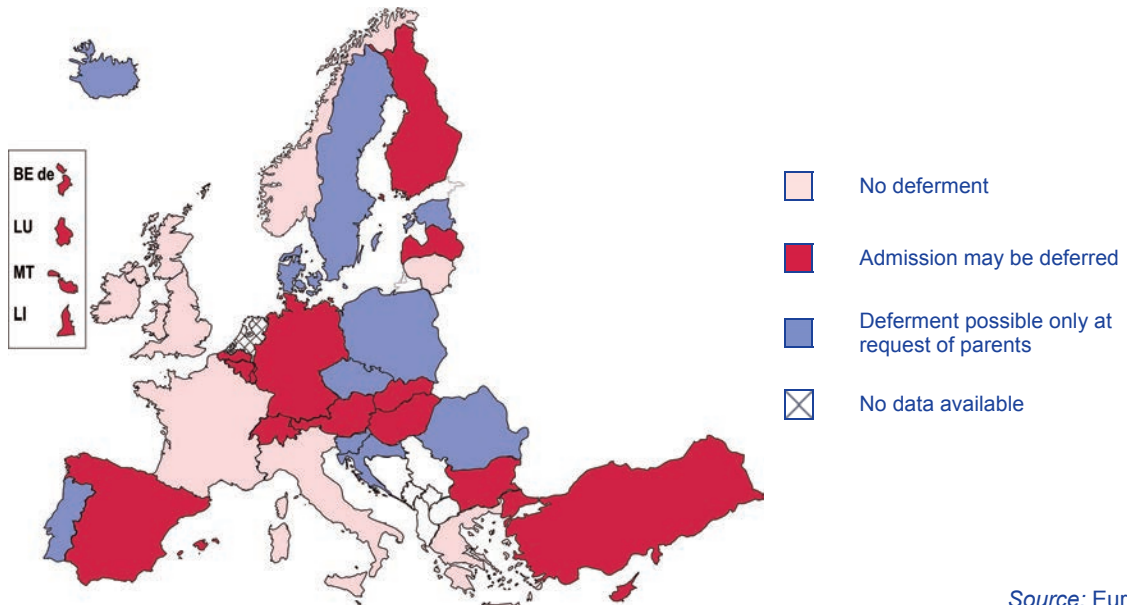 BE de
LU
MT
LI
No deferment
Admission may be deferred
Deferment possible only at
request of parents
No data available
Source: Eur